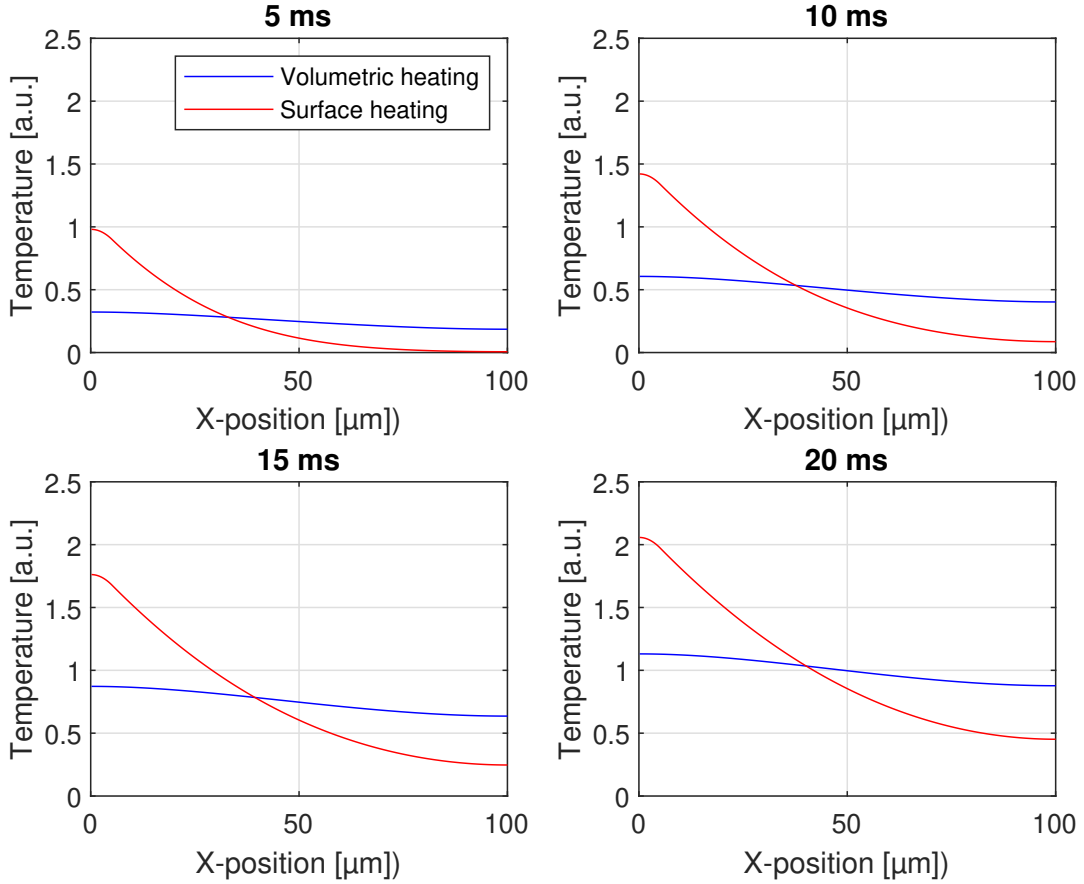 5 ms
Temperature [a.u.]
2.5
2
1.5
1
0.5
0
0
50
100
X-position [µm])
Volumetric heating
Surface heating
10 ms
Temperature [a.u.]
2.5
2
1.5
1
0.5
0
0
50
100
X-position [µm])
15 ms
Temperature [a.u.]
2.5
2
1.5
1
0.5
0
0
50
100
X-position [µm])
20 ms
Temperature [a.u.]
2.5
2
1.5
1
0.5
0
0
50
100
X-position [µm])